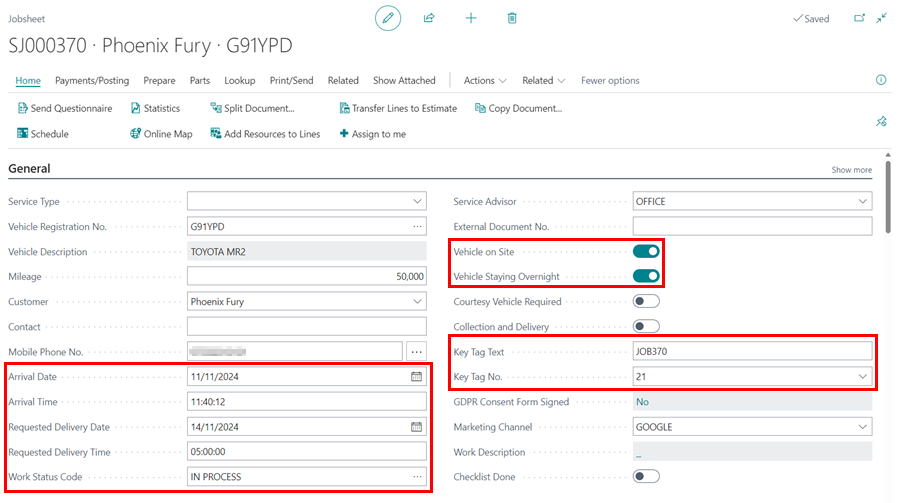 Jobsheet
Saved
SJ000370 · Phoenix Fury · G91YPD
Home Payments/Posting Prepare Parts Lookup Print/Send Related Show Attached Actions Related Fewer options
Send Questionnaire Statistics Split Document... Transfer Lines to Estimate Copy Document...
Schedule Online Map Add Resources to Lines Assign to me
General
Show more
Service Type
Vehicle Registration No. G91YPD
Vehicle Description TOYOTA MR2
Mileage 50,000
Customer Phoenix Fury
Contact
Mobile Phone No.
Arrival Date 11/11/2024
Arrival Time 11:40:12
Requested Delivery Date 14/11/2024
Requested Delivery Time 05:00:00
Work Status Code IN PROCESS
Service Advisor OFFICE
External Document No.
Vehicle on Site
Vehicle Staying Overnight
Courtesy Vehicle Required
Collection and Delivery
Key Tag Text JOB370
Key Tag No. 21
GDPR Consent Form Signed No
Marketing Channel GOOGLE
Work Description _
Checklist Done